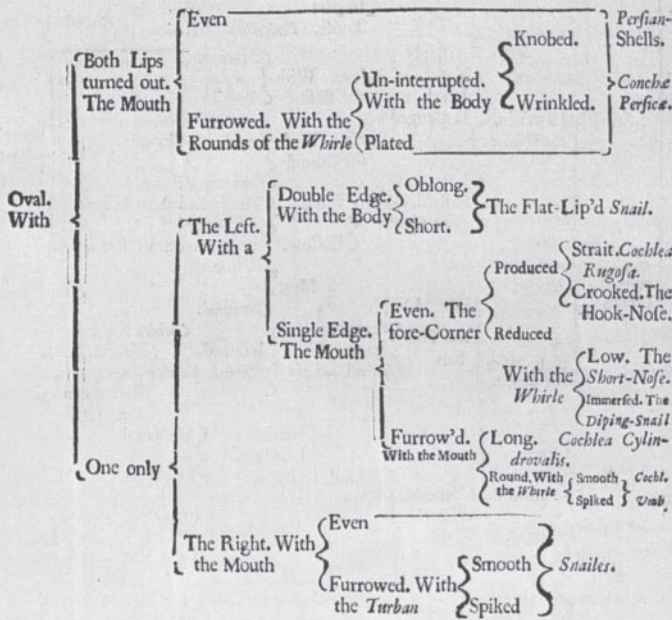 Even
Persian-
Shells.
Knobed.
Both Lips
turned out.
The Mouth
Un-interrupted.
With the Body
Conchæ
Persicæ.
Wrinkled.
Furrowed. With the
Rounds of the Whirle
Plated
Oval.
With
Double Edge.
With the Body
Oblong.
Short.
The Flat-Lip'd Snail.
The Left.
With a
Strait. Cochlea
Rugosa.
Produced
Crooked. The
Hook-Nose.
Even. The
fore-Corner
Single Edge.
The Mouth
Reduced
With the
Whirle
Low. The
Short-Nose.
Immersed. The
Diping-Snail
Furrow'd.
With the Mouth
Long. Cochlea Cylin-
drovalis.
One only
Round, With
the Whirle
Smooth
Spiked
Cochl.
Umb.
Even
The Right. With
the Mouth
Smooth
Snailes.
Furrowed. With
the Turban
Spiked